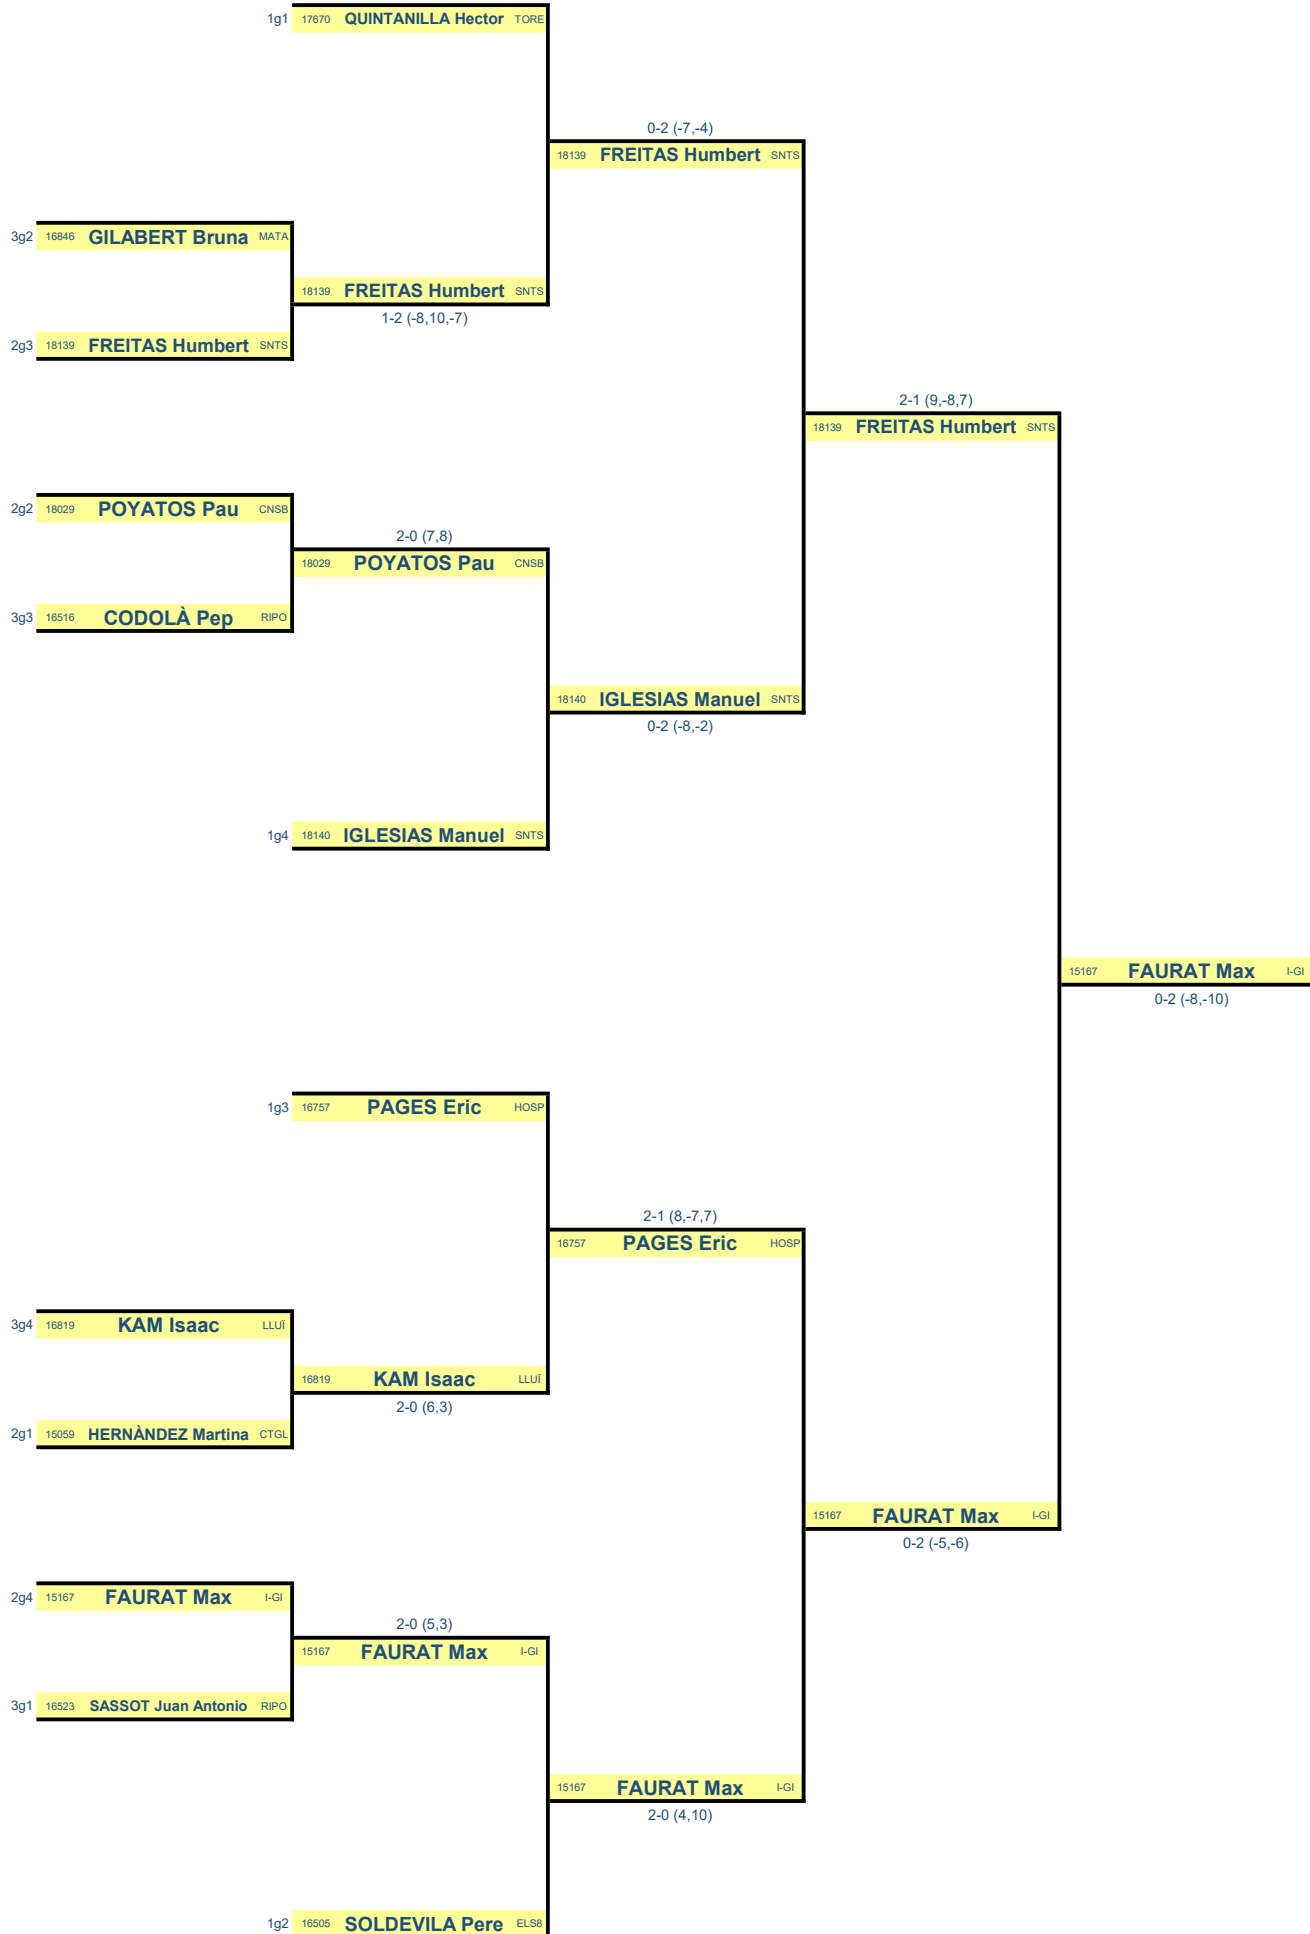 1g1 17670 QUINTANILLA Hector TORE
0-2 (-7,-4)
18139 FREITAS Humbert SNTS
3g2 16846 GILABERT Bruna MATA
18139 FREITAS Humbert SNTS
1-2 (-8,10,-7)
2g3 18139 FREITAS Humbert SNTS
2-1 (9,-8,7)
18139 FREITAS Humbert SNTS
2g2 18029 POYATOS Pau CNSB
2-0 (7,8)
18029 POYATOS Pau CNSB
3g3 16516 CODOLÀ Pep RIPO
18140 IGLESIAS Manuel SNTS
0-2 (-8,-2)
1g4 18140 IGLESIAS Manuel SNTS
15167 FAURAT Max I-GI
0-2 (-8,-10)
1g3 16757 PAGES Eric HOSP
2-1 (8,-7,7)
16757 PAGES Eric HOSP
3g4 16819 KAM Isaac LLUÏ
16819 KAM Isaac LLUÏ
2-0 (6,3)
2g1 15059 HERNÀNDEZ Martina CTGL
15167 FAURAT Max I-GI
0-2 (-5,-6)
2g4 15167 FAURAT Max I-GI
2-0 (5,3)
15167 FAURAT Max I-GI
3g1 16523 SASSOT Juan Antonio RIPO
15167 FAURAT Max I-GI
2-0 (4,10)
1g2 16505 SOLDEVILA Pere ELS8